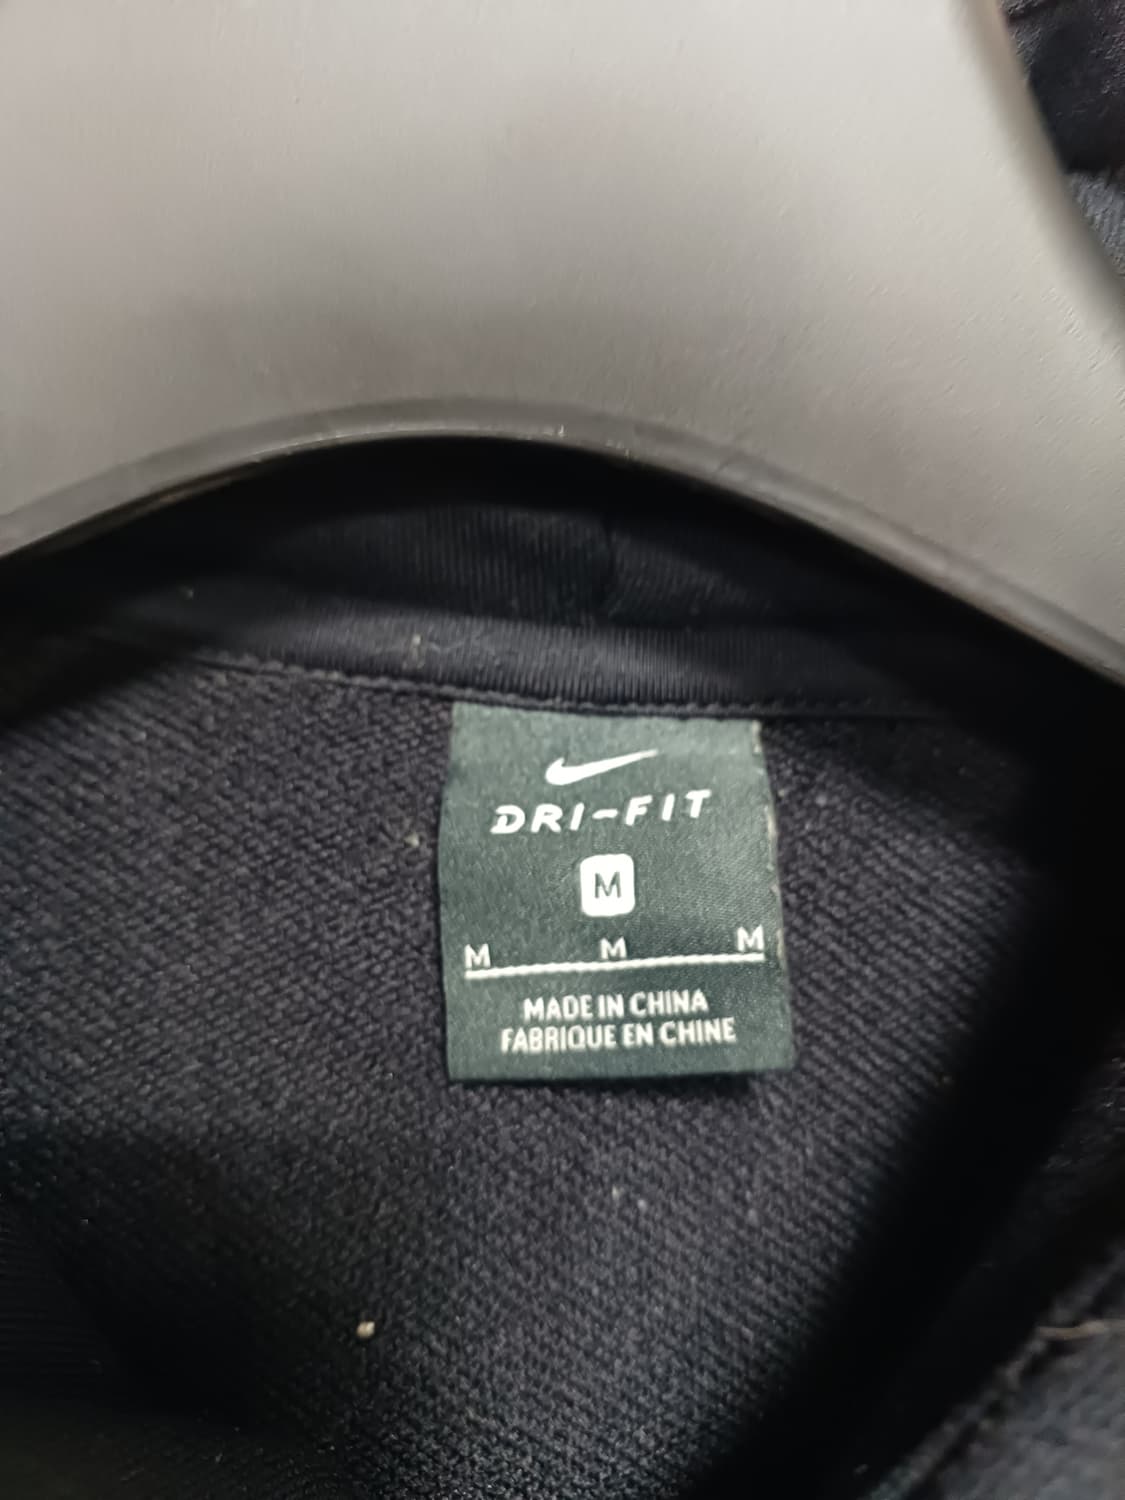 DRI-FIT
M
M M M
MADE IN CHINA
FABRIQUE EN CHINE